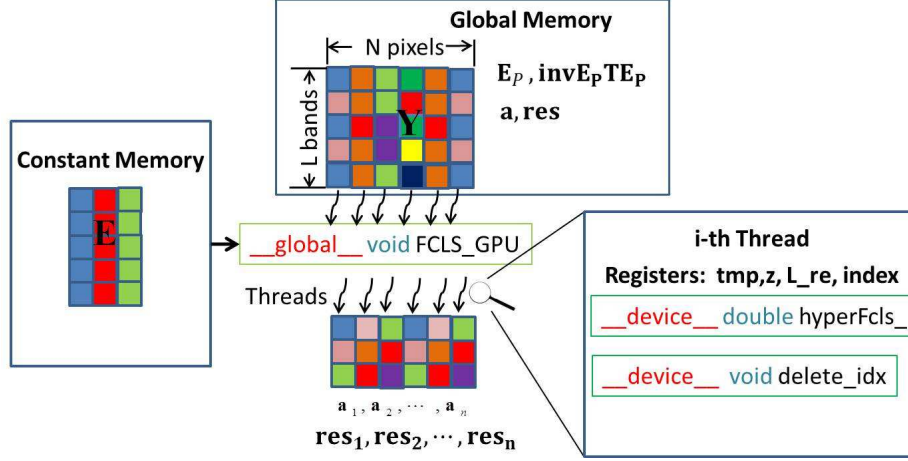 Global Memory
N pixels
L bands
Y
E_P, invE_PTE_P
a, res
Constant Memory
E
__global__ void FCLS_GPU
Threads
a_1, a_2, ⋯, a_n
res_1, res_2, ⋯, res_n
i-th Thread
Registers: tmp,z, L_re, index
__device__ double hyperFcls_
__device__ void delete_idx